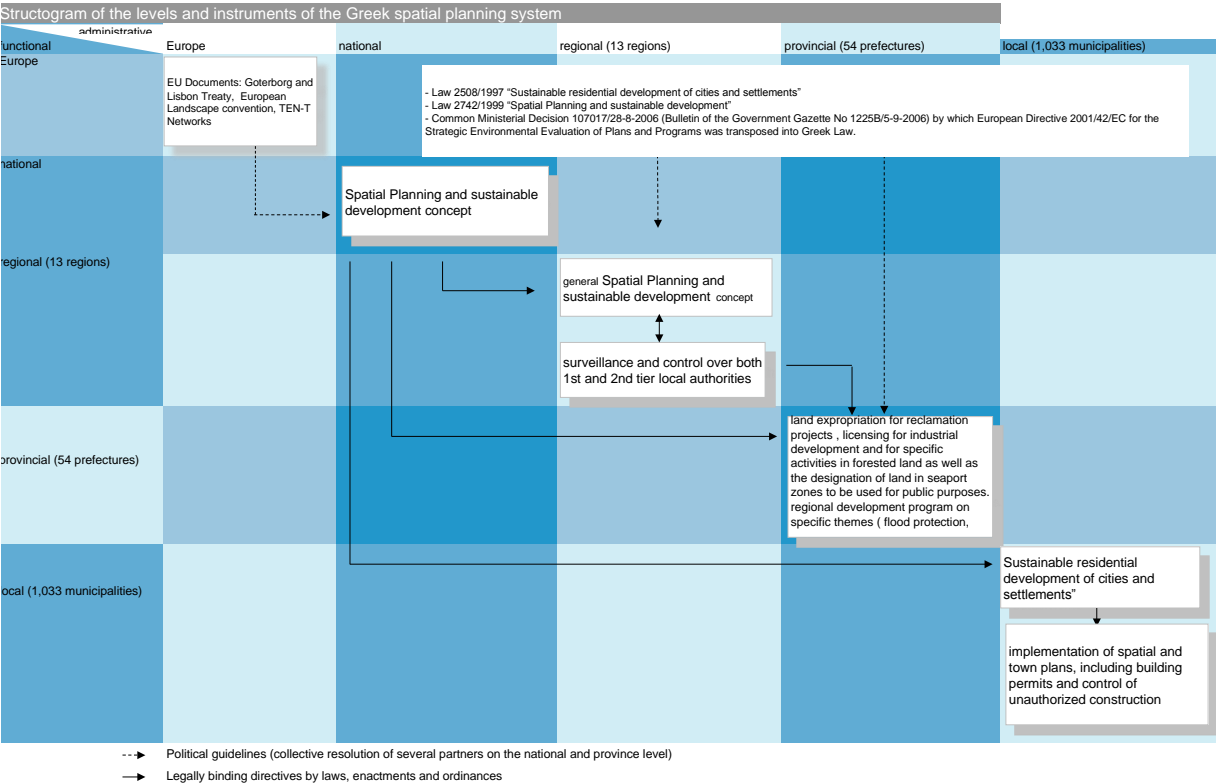 Structogram of the levels and instruments of the Greek spatial planning system
administrative
functional
Europe
national
regional (13 regions)
provincial (54 prefectures)
local (1,033 municipalities)
Europe
EU Documents: Goterborg and
Lisbon Treaty, European
Landscape convention, TEN-T
Networks
- Law 2508/1997 “Sustainable residential development of cities and settlements”
- Law 2742/1999 “Spatial Planning and sustainable development”
- Common Ministerial Decision 107017/28-8-2006 (Bulletin of the Government Gazette No 1225B/5-9-2006) by which European Directive 2001/42/EC for the
Strategic Environmental Evaluation of Plans and Programs was transposed into Greek Law.
national
Spatial Planning and sustainable
development concept
regional (13 regions)
general Spatial Planning and
sustainable development concept
surveillance and control over both
1st and 2nd tier local authorities
provincial (54 prefectures)
land expropriation for reclamation
projects , licensing for industrial
development and for specific
activities in forested land as well as
the designation of land in seaport
zones to be used for public purposes.
regional development program on
specific themes ( flood protection,
local (1,033 municipalities)
Sustainable residential
development of cities and
settlements”
implementation of spatial and
town plans, including building
permits and control of
unauthorized construction
Political guidelines (collective resolution of several partners on the national and province level)
Legally binding directives by laws, enactments and ordinances